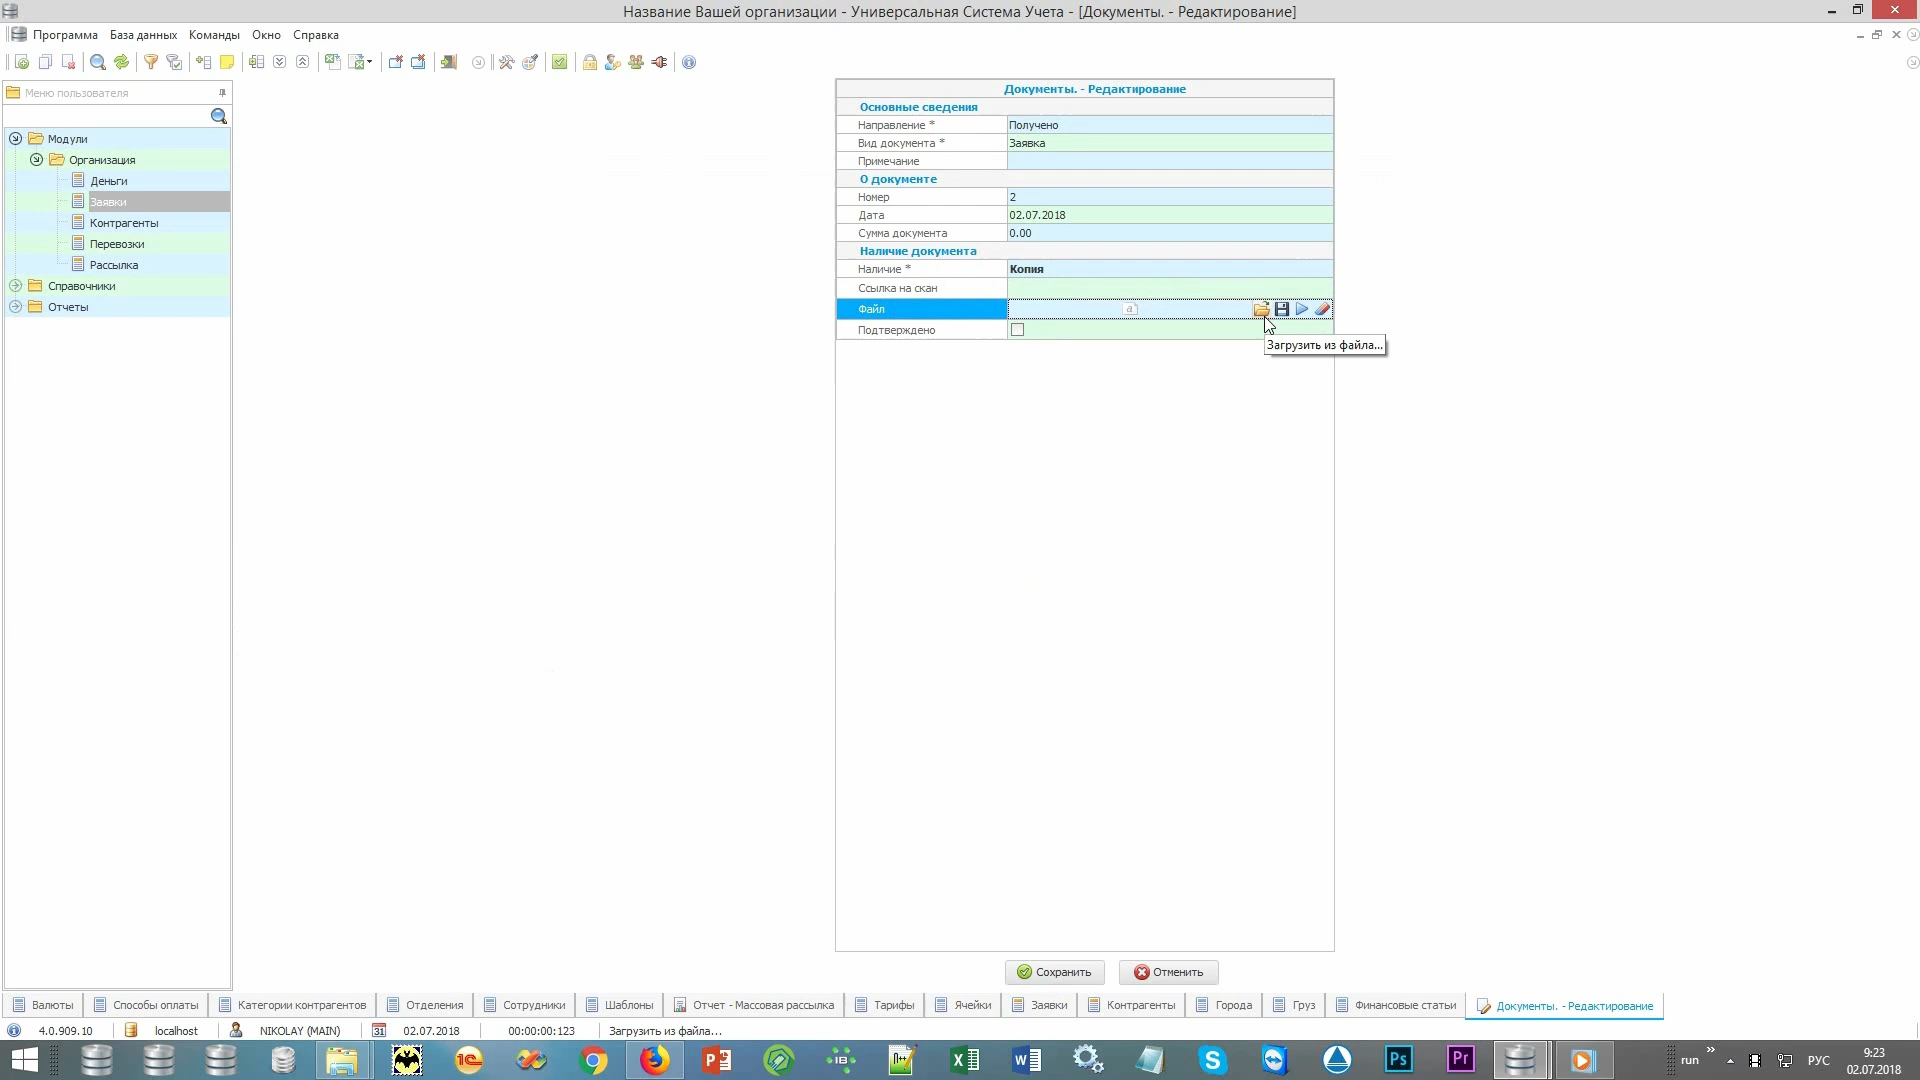 Название Вашей организации - Универсальная Система Учета - [Документы. - Редактирование]
Программа База данных Команды Окно Справка
Меню пользователя
Модули
Организация
Деньги
Заявки
Контрагенты
Перевозки
Рассылка
Справочники
Отчеты
Документы. - Редактирование
Основные сведения
Направление * Получено
Вид документа * Заявка
Примечание
О документе
Номер 2
Дата 02.07.2018
Сумма документа 0.00
Наличие документа
Наличие * Копия
Ссылка на скан
Файл a
Подтверждено
Загрузить из файла...
Сохранить Отменить
Валюты Способы оплаты Категории контрагентов Отделения Сотрудники Шаблоны Отчет - Массовая рассылка Тарифы Ячейки Заявки Контрагенты Города Груз Финансовые статьи Документы. - Редактирование
4.0.909.10 localhost NIKOLAY (MAIN) 31 02.07.2018 00:00:00:123 Загрузить из файла...
run РУС 9:23
02.07.2018